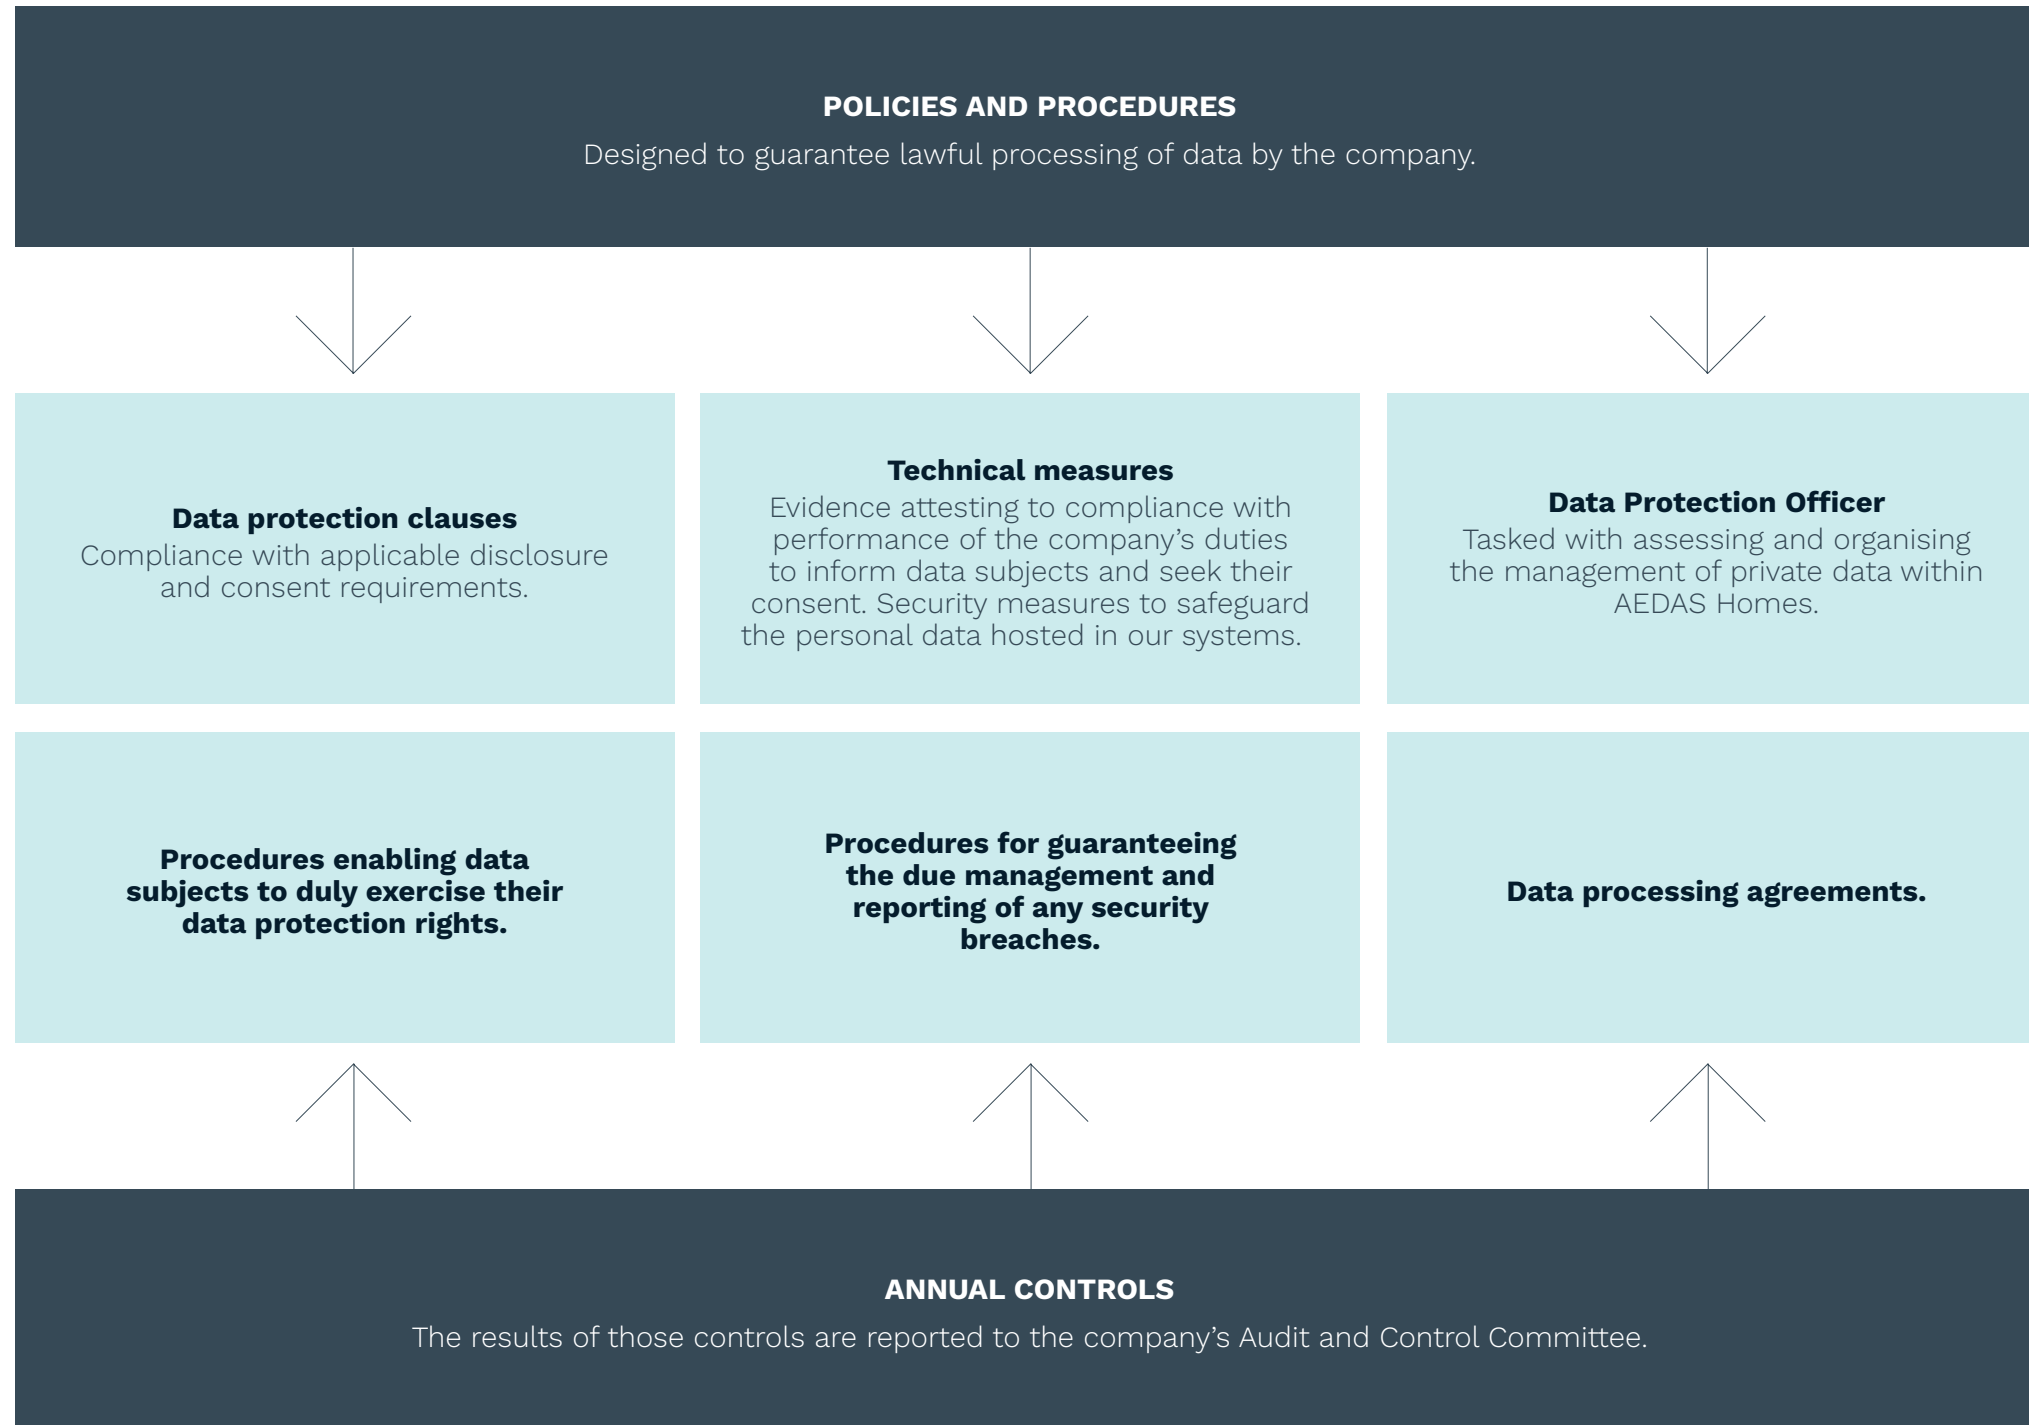 POLICIES AND PROCEDURES
Designed to guarantee lawful processing of data by the company.
Data protection clauses
Compliance with applicable disclosure
and consent requirements.
Technical measures
Evidence attesting to compliance with
performance of the company’s duties
to inform data subjects and seek their
consent. Security measures to safeguard
the personal data hosted in our systems.
Data Protection Officer
Tasked with assessing and organising
the management of private data within
AEDAS Homes.
Procedures enabling data
subjects to duly exercise their
data protection rights.
Procedures for guaranteeing
the due management and
reporting of any security
breaches.
Data processing agreements.
ANNUAL CONTROLS
The results of those controls are reported to the company’s Audit and Control Committee.